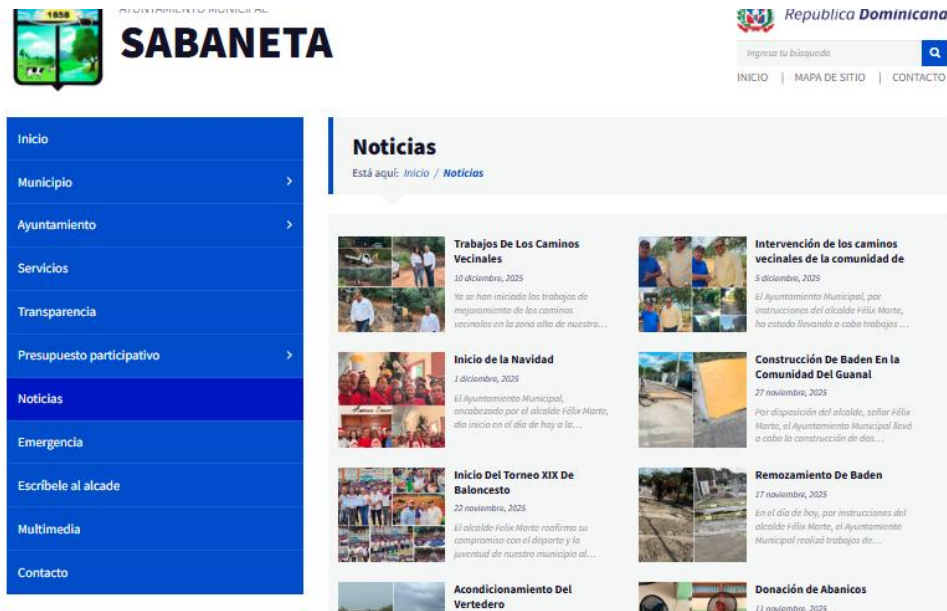 1858
AYUNTAMIENTO MUNICIPAL
SABANETA
República Dominicana
Ingresa tu búsqueda
INICIO | MAPA DE SITIO | CONTACTO
Inicio
Municipio
Ayuntamiento
Servicios
Transparencia
Presupuesto participativo
Noticias
Emergencia
Escríbele al alcade
Multimedia
Contacto
Noticias
Está aquí: Inicio / Noticias
Trabajos De Los Caminos
Vecinales
10 diciembre, 2025
Ya se han iniciado los trabajos de
mejoramiento de los caminos
vecinales en la zona alta de nuestra...
Intervención de los caminos
vecinales de la comunidad de
5 diciembre, 2025
El Ayuntamiento Municipal, por
instrucciones del alcalde Félix Marte,
ha estado llevando a cabo trabajos ...
Inicio de la Navidad
1 diciembre, 2025
El Ayuntamiento Municipal,
encabezado por el alcalde Félix Marte,
dio inicio en el día de hoy a la...
Construcción De Baden En la
Comunidad Del Guanal
27 noviembre, 2025
Por disposición del alcalde, señor Félix
Marte, el Ayuntamiento Municipal llevó
a cabo la construcción de dos...
Inicio Del Torneo XIX De
Baloncesto
22 noviembre, 2025
El alcalde Felix Marte reafirma su
compromiso con el deporte y la
juventud de nuestro municipio al...
Remozamiento De Baden
17 noviembre, 2025
En el día de hoy, por instrucciones del
alcalde Félix Marte, el Ayuntamiento
Municipal realizó trabajos de...
Acondicionamiento Del
Vertedero
Donación de Abanicos
11 noviembre, 2025